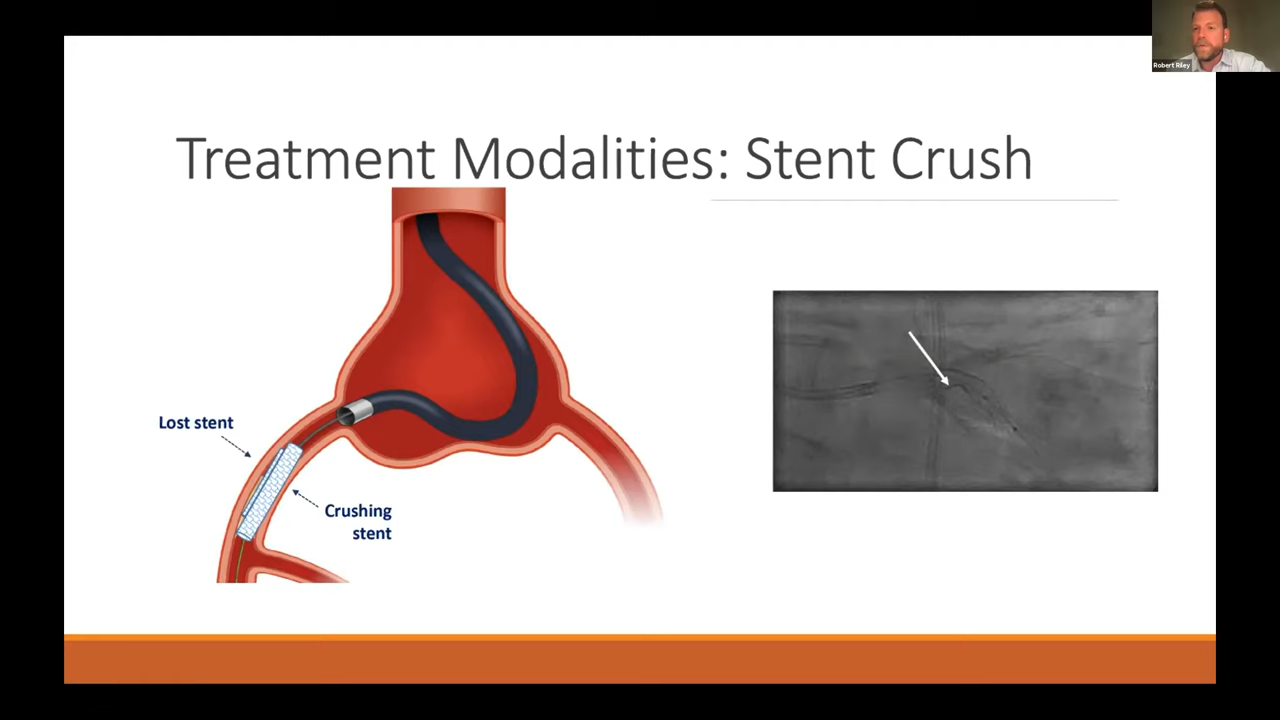 Robert Riley
Treatment Modalities: Stent Crush
Lost stent
Crushing
stent